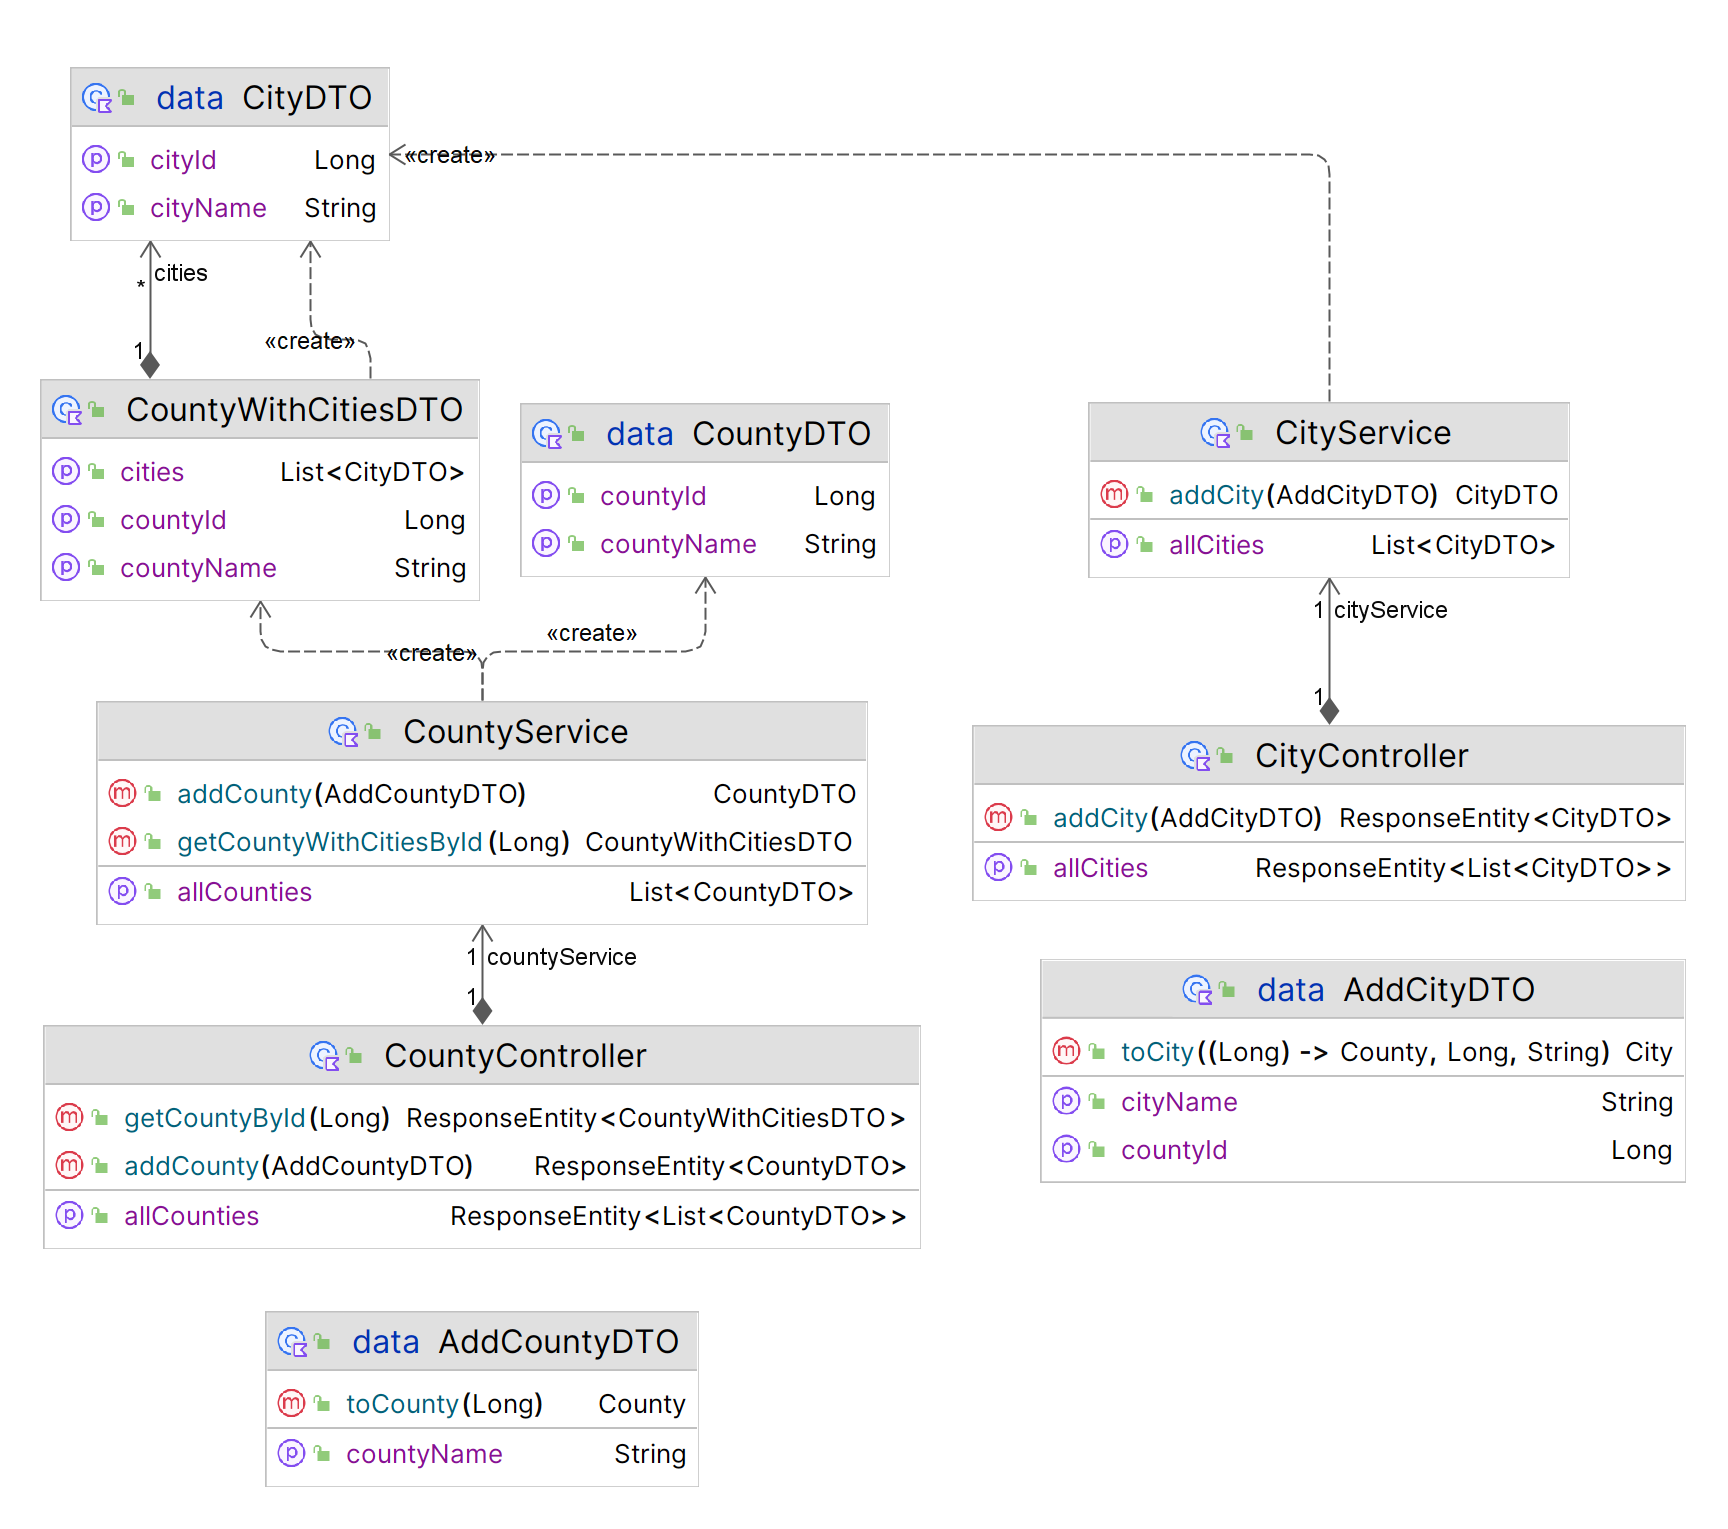 data CityDTO
cityId Long
cityName String
«create»
cities
*
1
«create»
CountyWithCitiesDTO
cities List<CityDTO>
countyId Long
countyName String
data CountyDTO
countyId Long
countyName String
CityService
addCity(AddCityDTO) CityDTO
allCities List<CityDTO>
1 cityService
1
«create»
«create»
CountyService
addCounty(AddCountyDTO) CountyDTO
getCountyWithCitiesById(Long) CountyWithCitiesDTO
allCounties List<CountyDTO>
CityController
addCity(AddCityDTO) ResponseEntity<CityDTO>
allCities ResponseEntity<List<CityDTO>>
1 countyService
1
CountyController
getCountyById(Long) ResponseEntity<CountyWithCitiesDTO>
addCounty(AddCountyDTO) ResponseEntity<CountyDTO>
allCounties ResponseEntity<List<CountyDTO>>
data AddCityDTO
toCity((Long) -> County, Long, String) City
cityName String
countyId Long
data AddCountyDTO
toCounty(Long) County
countyName String